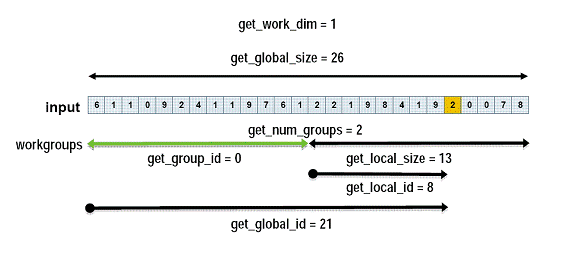 get_work_dim = 1
get_global_size = 26
input 6 1 1 0 9 2 4 1 1 9 7 6 1 2 2 1 9 8 4 1 9 2 0 0 7 8
get_num_groups = 2
workgroups
get_group_id = 0 get_local_size = 13
get_local_id = 8
get_global_id = 21